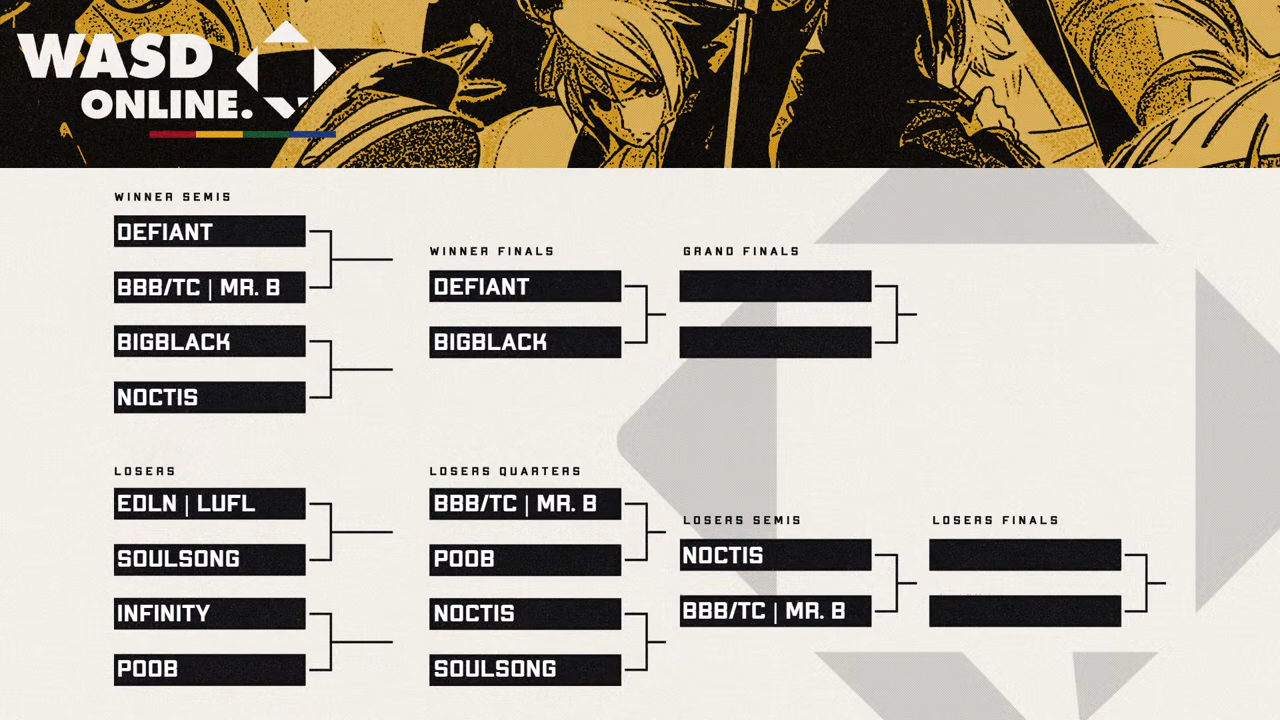 WASD
ONLINE.
WINNER SEMIS
DEFIANT
BBB/TC | MR. B
BIGBLACK
NOCTIS
WINNER FINALS
DEFIANT
BIGBLACK
GRAND FINALS
LOSERS
EDLN | LUFL
SOULSONG
INFINITY
POOB
LOSERS QUARTERS
BBB/TC | MR. B
POOB
NOCTIS
SOULSONG
LOSERS SEMIS
NOCTIS
BBB/TC | MR. B
LOSERS FINALS